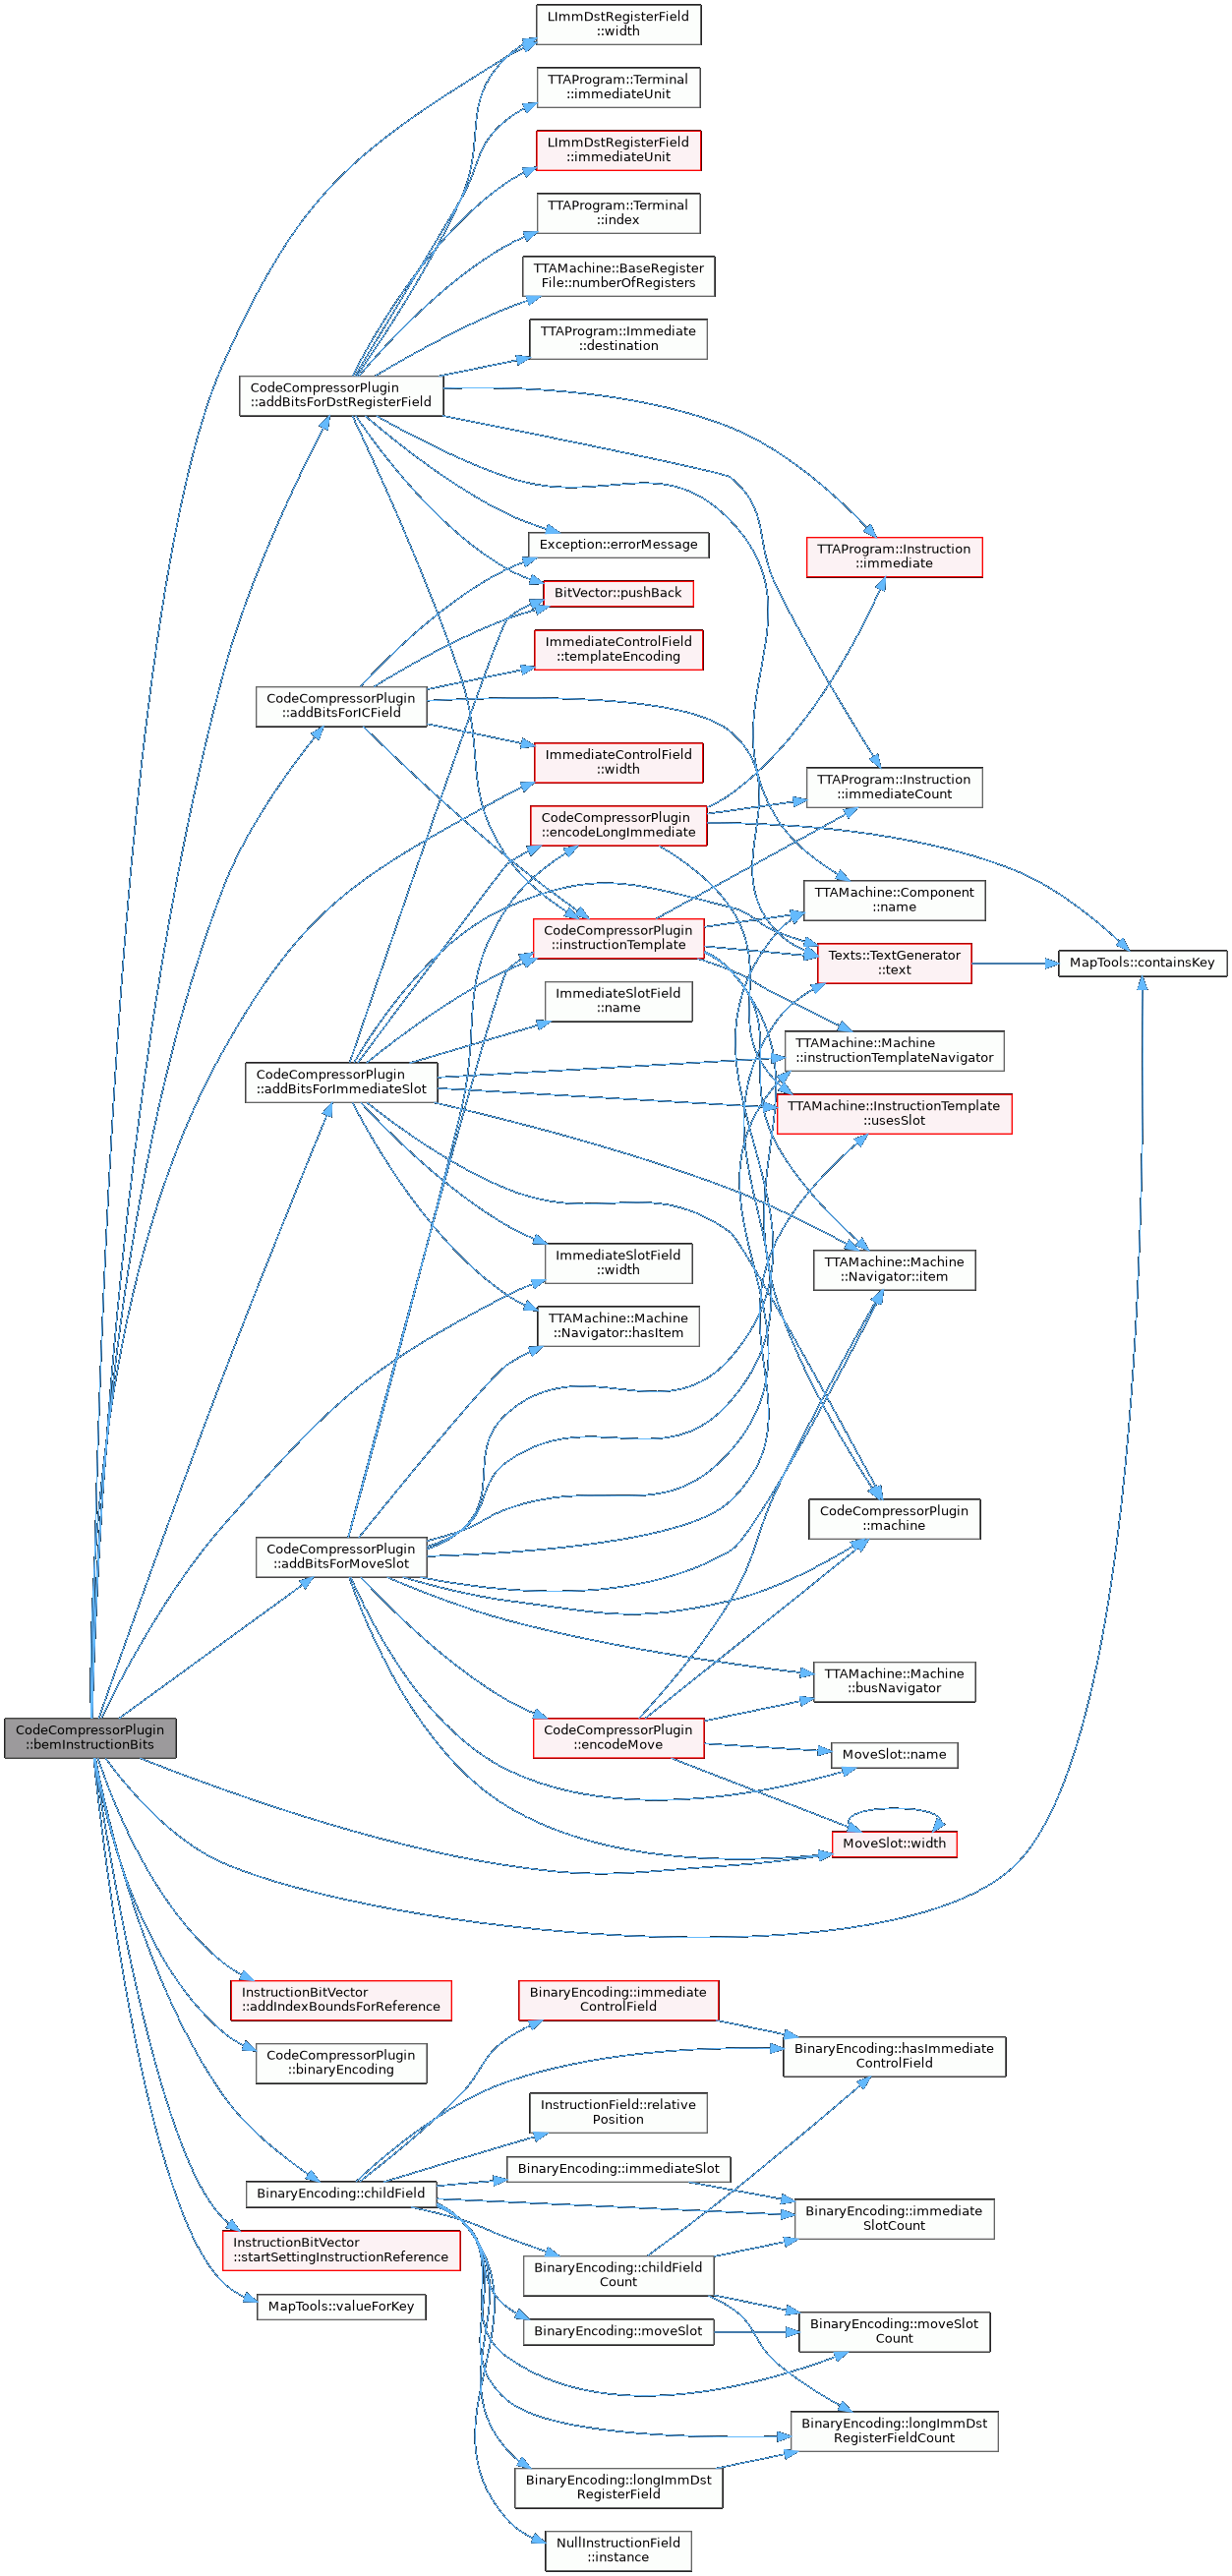 LImmDstRegisterField
::width
TTAProgram::Terminal
::immediateUnit
LImmDstRegisterField
::immediateUnit
TTAProgram::Terminal
::index
TTAMachine::BaseRegister
File::numberOfRegisters
TTAProgram::Immediate
::destination
CodeCompressorPlugin
::addBitsForDstRegisterField
Exception::errorMessage
TTAProgram::Instruction
::immediate
BitVector::pushBack
ImmediateControlField
::templateEncoding
CodeCompressorPlugin
::addBitsForICField
ImmediateControlField
::width
TTAProgram::Instruction
::immediateCount
CodeCompressorPlugin
::encodeLongImmediate
TTAMachine::Component
::name
CodeCompressorPlugin
::instructionTemplate
Texts::TextGenerator
::text
MapTools::containsKey
ImmediateSlotField
::name
TTAMachine::Machine
::instructionTemplateNavigator
CodeCompressorPlugin
::addBitsForImmediateSlot
TTAMachine::InstructionTemplate
::usesSlot
ImmediateSlotField
::width
TTAMachine::Machine
::Navigator::item
TTAMachine::Machine
::Navigator::hasItem
CodeCompressorPlugin
::machine
CodeCompressorPlugin
::addBitsForMoveSlot
TTAMachine::Machine
::busNavigator
CodeCompressorPlugin
::bemInstructionBits
CodeCompressorPlugin
::encodeMove
MoveSlot::name
MoveSlot::width
InstructionBitVector
::addIndexBoundsForReference
BinaryEncoding::immediate
ControlField
CodeCompressorPlugin
::binaryEncoding
BinaryEncoding::hasImmediate
ControlField
InstructionField::relative
Position
BinaryEncoding::immediateSlot
BinaryEncoding::childField
BinaryEncoding::immediate
SlotCount
InstructionBitVector
::startSettingInstructionReference
BinaryEncoding::childField
Count
MapTools::valueForKey
BinaryEncoding::moveSlot
BinaryEncoding::moveSlot
Count
BinaryEncoding::longImmDst
RegisterFieldCount
BinaryEncoding::longImmDst
RegisterField
NullInstructionField
::instance